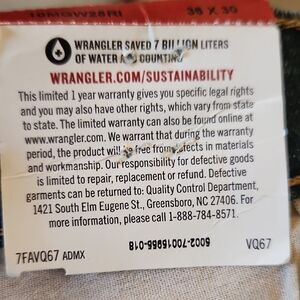 10MGW28RI 38 X 30
WRANGLER SAVED 7 BILLION LITERS
OF WATER AND COUNTING
WRANGLER.COM/SUSTAINABILITY
This limited 1 year warranty gives you specific legal rights
and you may also have other rights, which vary from state
to state. The limited warranty can also be found online at
www.wrangler.com. We warrant that during the warranty
period, the product will be free from defects in materials
and workmanship. Our responsibility for defective goods
is limited to repair, replacement or refund. Defective
garments can be returned to: Quality Control Department,
1421 South Elm Eugene St., Greensboro, NC 27406. For
more information, please call 1-888-784-8571.
5002-70015966-018
7FAVQ67 ADMX VQ67